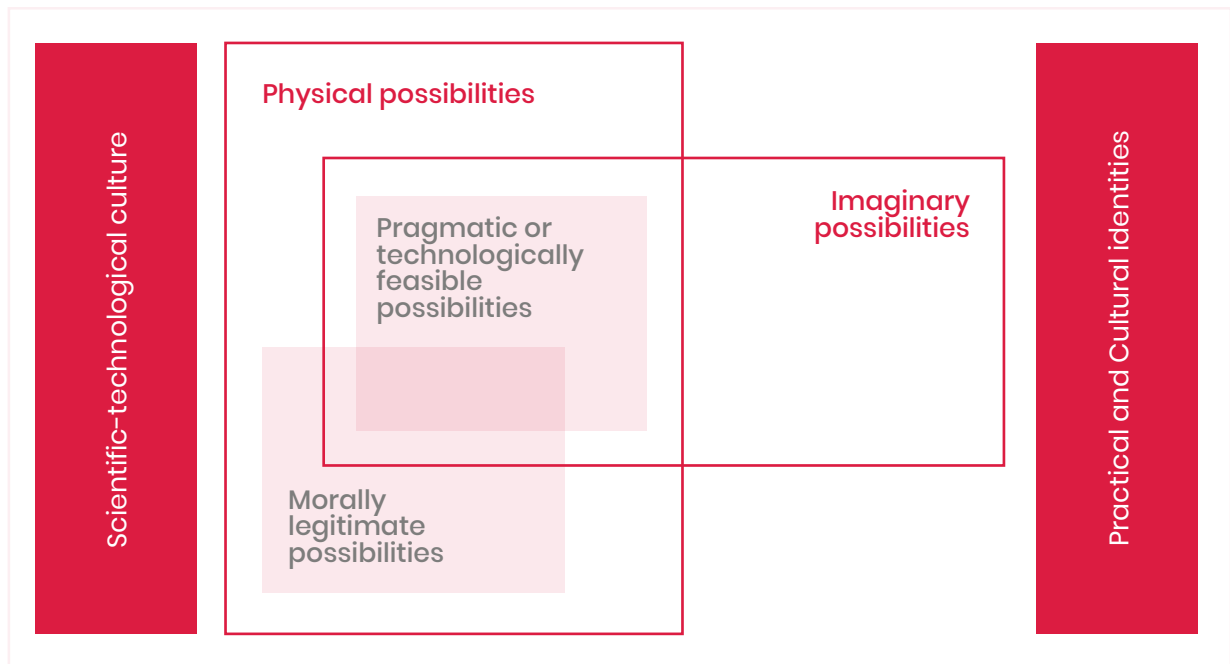 Scientific-technological culture
Physical possibilities
Imaginary
possibilities
Pragmatic or
technologically
feasible
possibilities
Morally
legitimate
possibilities
Practical and Cultural identities